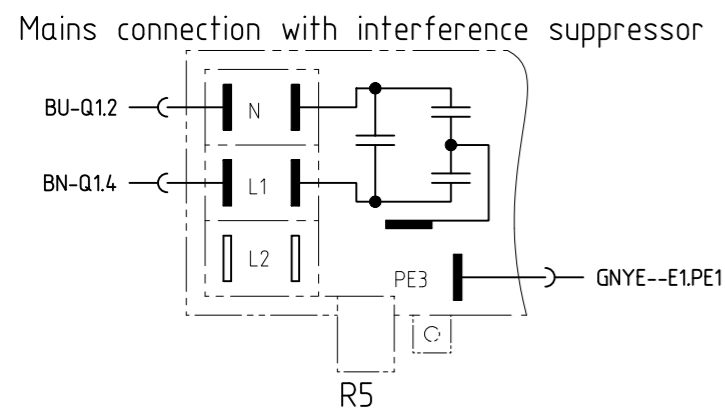 Mains connection with interference suppressor
BU-Q1.2
N
BN-Q1.4
L1
L2
PE3
GNYE--E1.PE1
R5